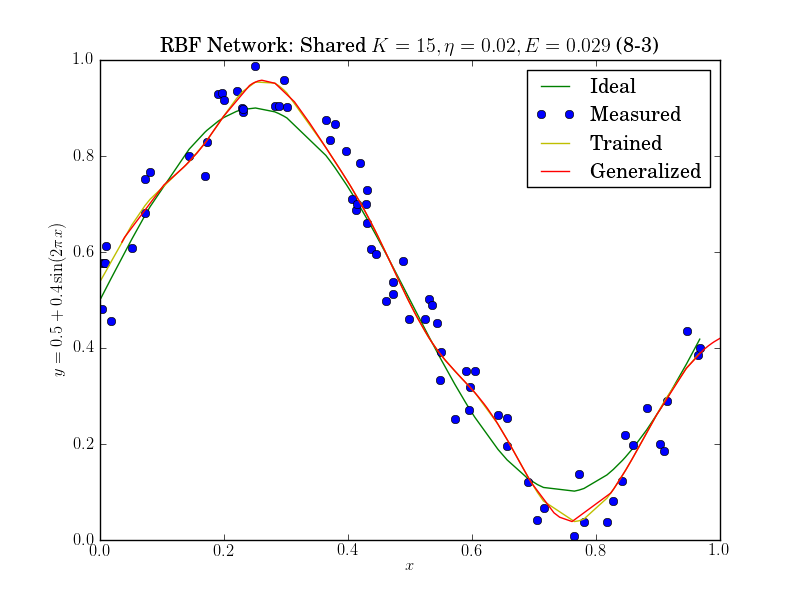 RBF Network: Shared K = 15, η = 0.02, E = 0.029 (8-3)
Ideal
Measured
Trained
Generalized
y = 0.5 + 0.4 sin(2πx)
1.0
0.8
0.6
0.4
0.2
0.0
0.0 0.2 0.4 0.6 0.8 1.0
x